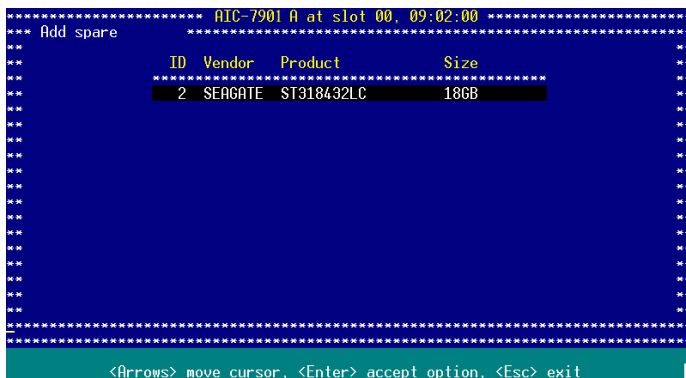 AIC-7901 A at slot 00, 09:02:00
Add spare
ID Vendor Product Size
2 SEAGATE ST318432LC 18GB
<Arrows> move cursor, <Enter> accept option, <Esc> exit